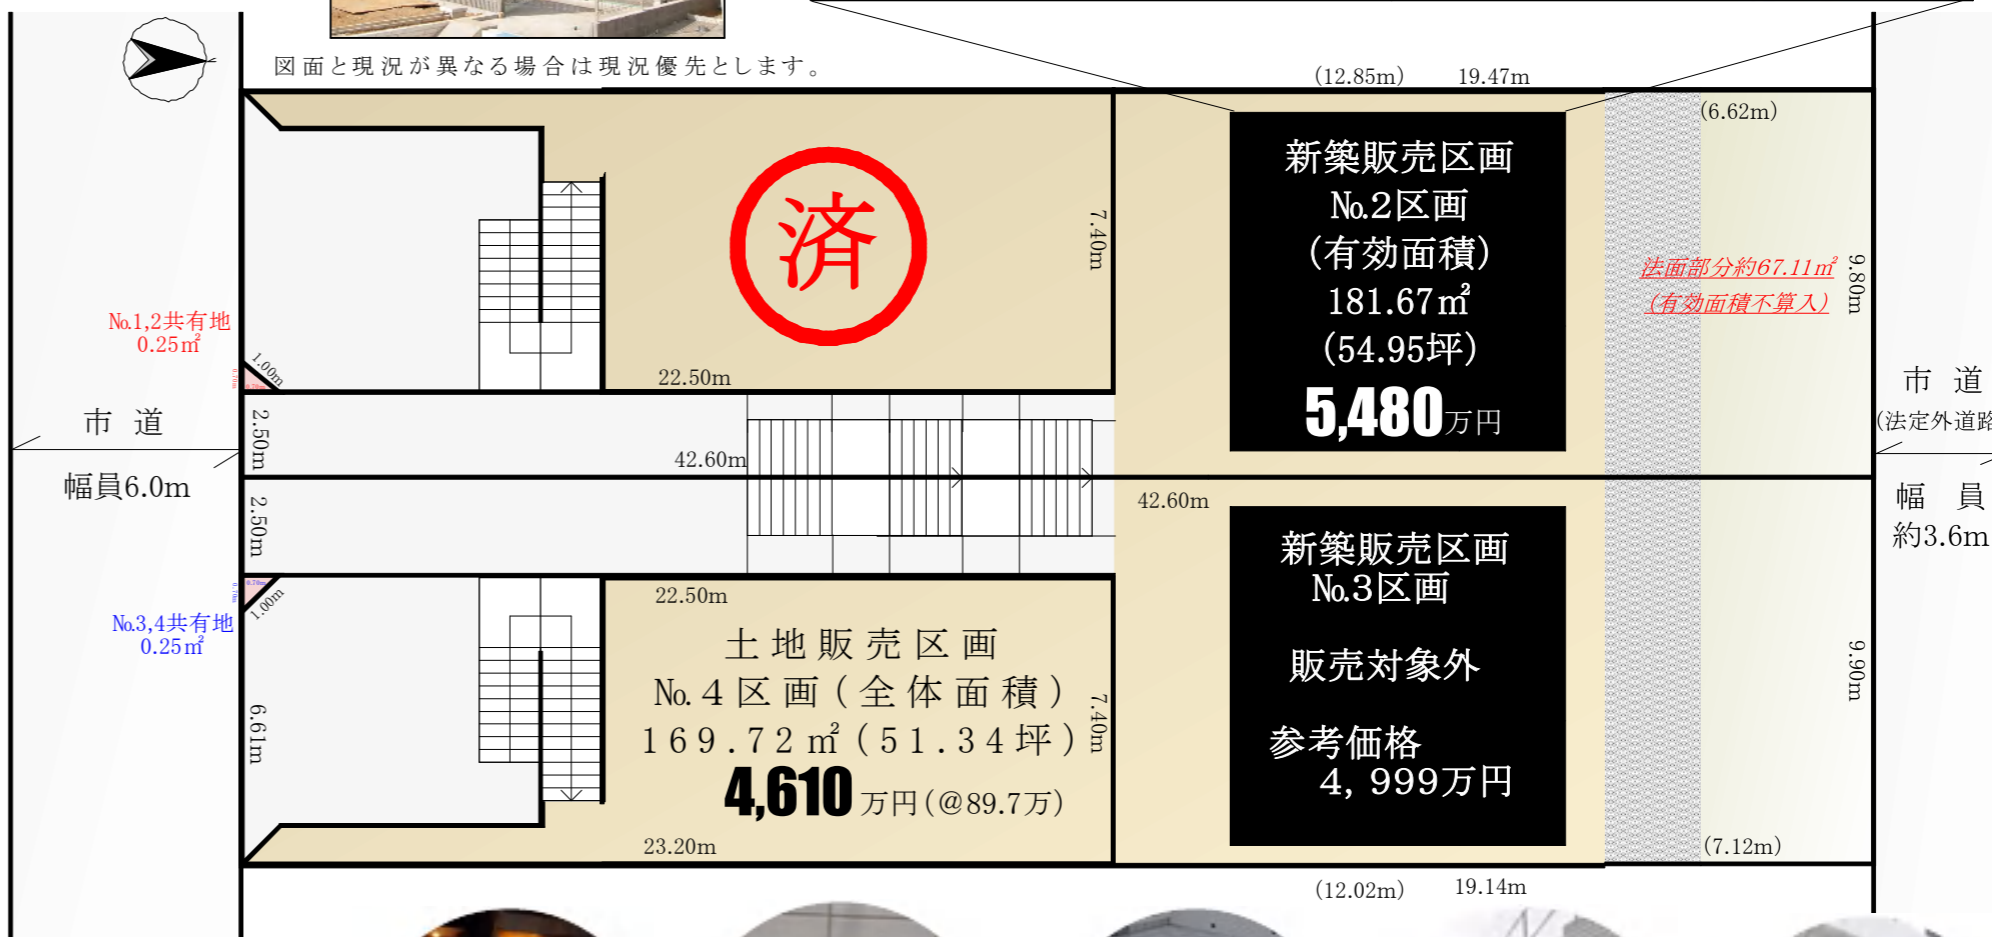 図面と現況が異なる場合は現況優先とします。
(12.85m) 19.47m
(6.62m)
新築販売区画
No.2区画
(有効面積)
181.67㎡
(54.95坪)
5,480万円
済
7.40m
法面部分約67.11㎡
(有効面積不算入)
9.80m
No.1,2共有地
0.25㎡
1.00m
0.70m
0.70m
22.50m
市道
幅員6.0m
2.50m
42.60m
2.50m
42.60m
市道
(法定外道路
幅員
約3.6m
0.70m
0.70m
1.00m
No.3,4共有地
0.25㎡
22.50m
土地販売区画
No.4区画(全体面積)
169.72㎡(51.34坪)
4,610万円(@89.7万)
7.40m
6.61m
23.20m
新築販売区画
No.3区画
販売対象外
参考価格
4,999万円
9.90m
(7.12m)
(12.02m) 19.14m